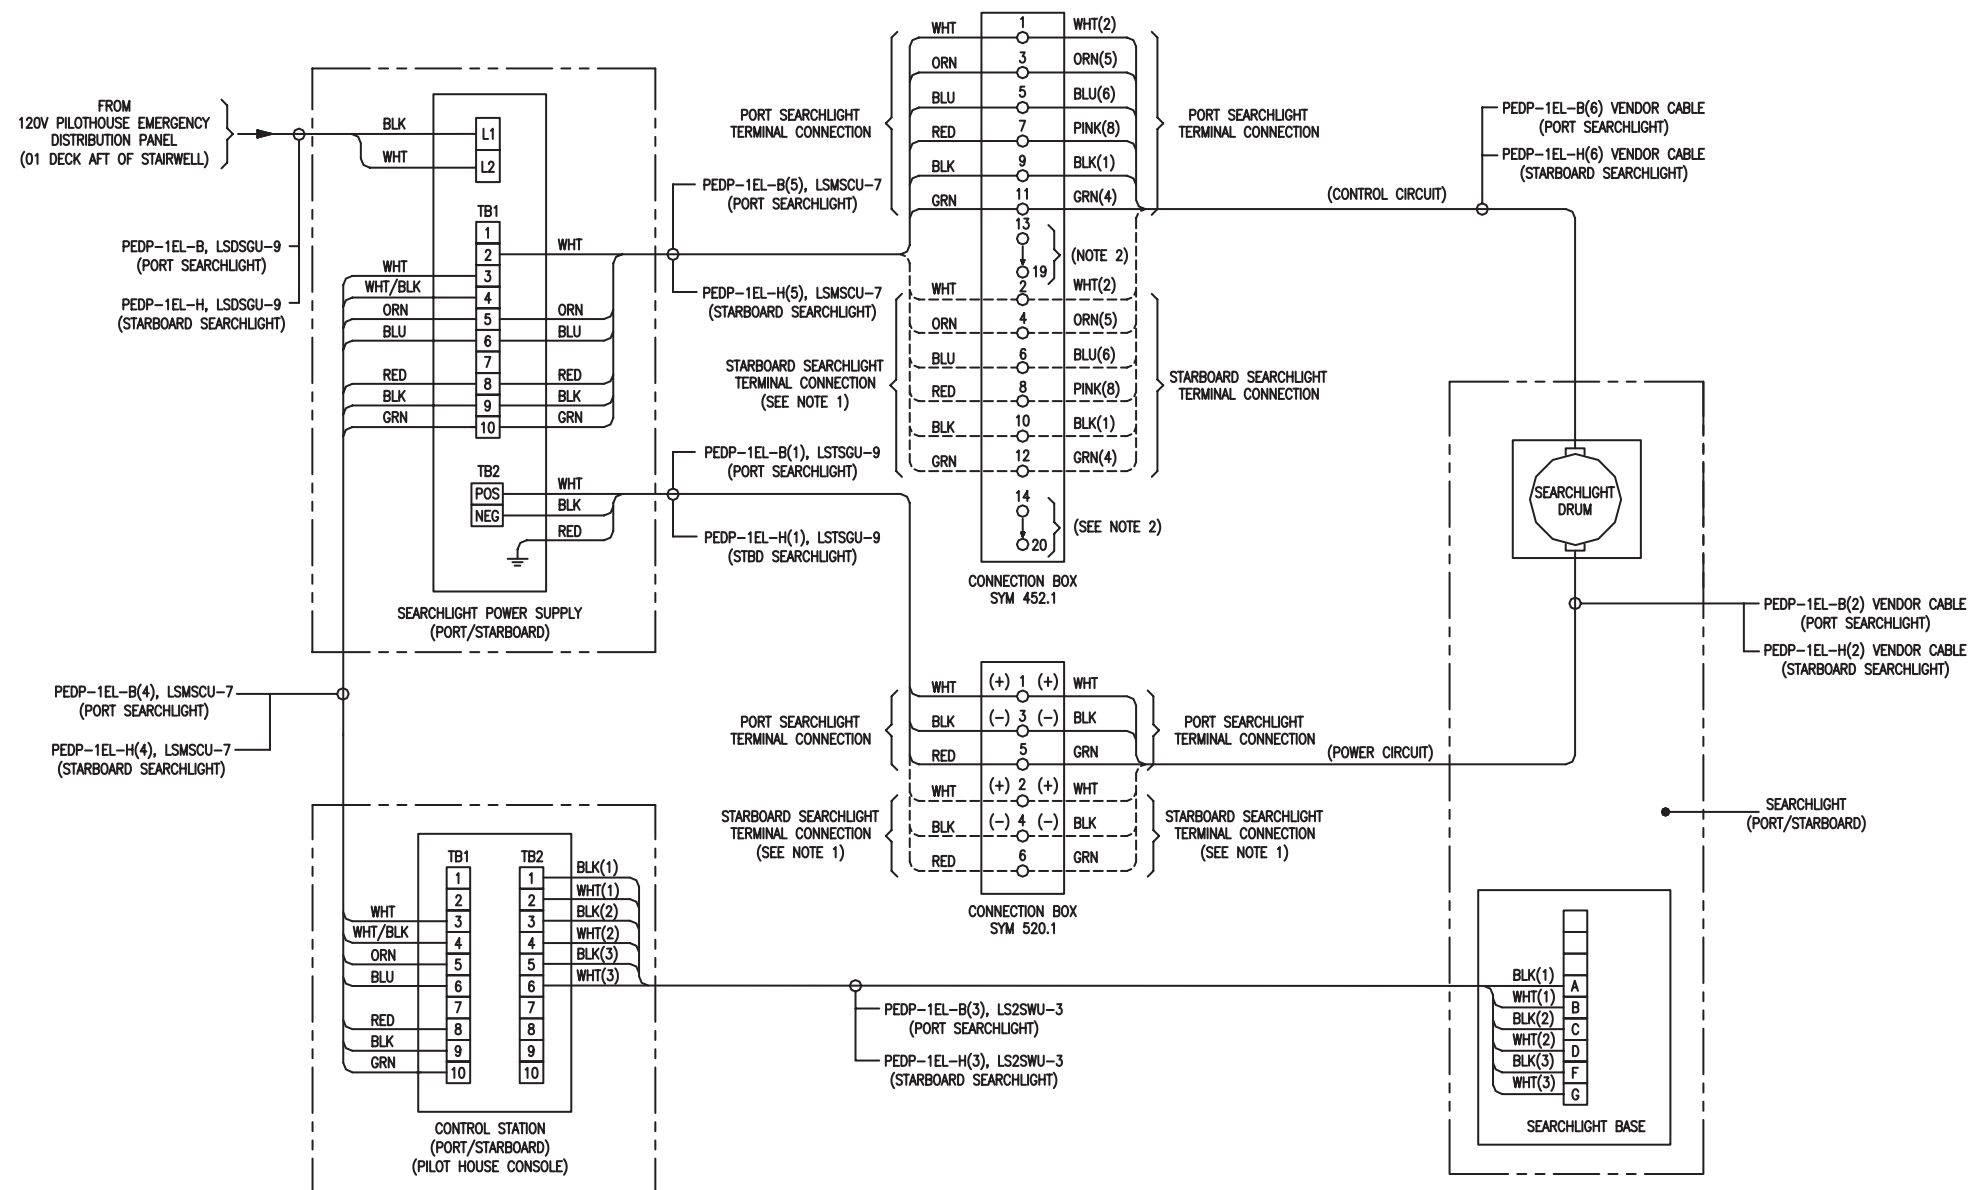 FROM
120V PILOTHOUSE EMERGENCY
DISTRIBUTION PANEL
(01 DECK AFT OF STAIRWELL)
BLK
WHT
L1
L2
PEDP-1EL-B, LSDSGU-9
(PORT SEARCHLIGHT)
PEDP-1EL-H, LSDSGU-9
(STARBOARD SEARCHLIGHT)
TB1
1
2
3
4
5
6
7
8
9
10
WHT
WHT/BLK
ORN
BLU
RED
BLK
GRN
WHT
ORN
BLU
RED
BLK
GRN
TB2
POS
NEG
WHT
BLK
RED
SEARCHLIGHT POWER SUPPLY
(PORT/STARBOARD)
PEDP-1EL-B(5), LSMSCU-7
(PORT SEARCHLIGHT)
PEDP-1EL-H(5), LSMSCU-7
(STARBOARD SEARCHLIGHT)
PEDP-1EL-B(1), LSTSGU-9
(PORT SEARCHLIGHT)
PEDP-1EL-H(1), LSTSGU-9
(STBD SEARCHLIGHT)
PORT SEARCHLIGHT
TERMINAL CONNECTION
WHT 1 WHT(2)
ORN 3 ORN(5)
BLU 5 BLU(6)
RED 7 PINK(8)
BLK 9 BLK(1)
GRN 11 GRN(4)
13
19
(NOTE 2)
PORT SEARCHLIGHT
TERMINAL CONNECTION
STARBOARD SEARCHLIGHT
TERMINAL CONNECTION
(SEE NOTE 1)
WHT 2 WHT(2)
ORN 4 ORN(5)
BLU 6 BLU(6)
RED 8 PINK(8)
BLK 10 BLK(1)
GRN 12 GRN(4)
14
20
(SEE NOTE 2)
STARBOARD SEARCHLIGHT
TERMINAL CONNECTION
CONNECTION BOX
SYM 452.1
(CONTROL CIRCUIT)
PEDP-1EL-B(6) VENDOR CABLE
(PORT SEARCHLIGHT)
PEDP-1EL-H(6) VENDOR CABLE
(STARBOARD SEARCHLIGHT)
SEARCHLIGHT
DRUM
PEDP-1EL-B(2) VENDOR CABLE
(PORT SEARCHLIGHT)
PEDP-1EL-H(2) VENDOR CABLE
(STARBOARD SEARCHLIGHT)
PEDP-1EL-B(4), LSMSCU-7
(PORT SEARCHLIGHT)
PEDP-1EL-H(4), LSMSCU-7
(STARBOARD SEARCHLIGHT)
PORT SEARCHLIGHT
TERMINAL CONNECTION
WHT (+) 1 (+) WHT
BLK (-) 3 (-) BLK
RED 5 GRN
PORT SEARCHLIGHT
TERMINAL CONNECTION
(POWER CIRCUIT)
STARBOARD SEARCHLIGHT
TERMINAL CONNECTION
(SEE NOTE 1)
WHT (+) 2 (+) WHT
BLK (-) 4 (-) BLK
RED 6 GRN
STARBOARD SEARCHLIGHT
TERMINAL CONNECTION
(SEE NOTE 1)
CONNECTION BOX
SYM 520.1
SEARCHLIGHT
(PORT/STARBOARD)
TB1
1
2
3
4
5
6
7
8
9
10
WHT
WHT/BLK
ORN
BLU
RED
BLK
GRN
TB2
1
2
3
4
5
6
7
8
9
10
BLK(1)
WHT(1)
BLK(2)
WHT(2)
BLK(3)
WHT(3)
CONTROL STATION
(PORT/STARBOARD)
(PILOT HOUSE CONSOLE)
PEDP-1EL-B(3), LS2SWU-3
(PORT SEARCHLIGHT)
PEDP-1EL-H(3), LS2SWU-3
(STARBOARD SEARCHLIGHT)
BLK(1) A
WHT(1) B
BLK(2) C
WHT(2) D
BLK(3) F
WHT(3) G
SEARCHLIGHT BASE